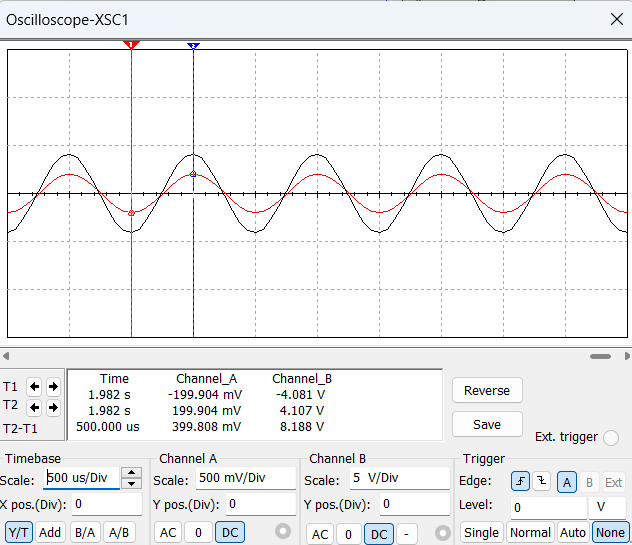 Oscilloscope-XSC1
1 2
Time Channel_A Channel_B
T1 1.982 s -199.904 mV -4.081 V
T2 1.982 s 199.904 mV 4.107 V
T2-T1 500.000 us 399.808 mV 8.188 V
Reverse
Save
Ext. trigger
Timebase Channel A Channel B Trigger
Scale: 500 us/Div Scale: 500 mV/Div Scale: 5 V/Div Edge: A B Ext
X pos.(Div): 0 Y pos.(Div): 0 Y pos.(Div): 0 Level: 0 V
Y/T Add B/A A/B AC 0 DC AC 0 DC - Single Normal Auto None